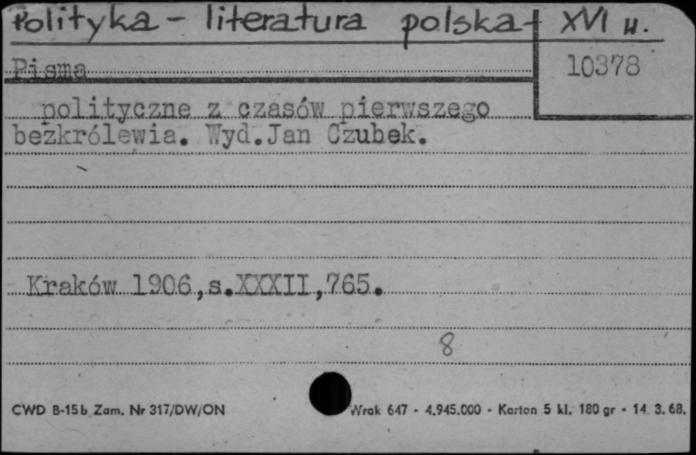 Polityka - literatura polska + XVI w.
Pisma
10378
polityczne z czasów pierwszego
bezkrólewia. Wyd.Jan Czubek.
Kraków 1906,s.XXXII,765.
8
CWD B-15b Zam. Nr 317/DW/ON Wrak 647 - 4.945.000 - Karton 5 kl. 180 gr - 14. 3. 68.